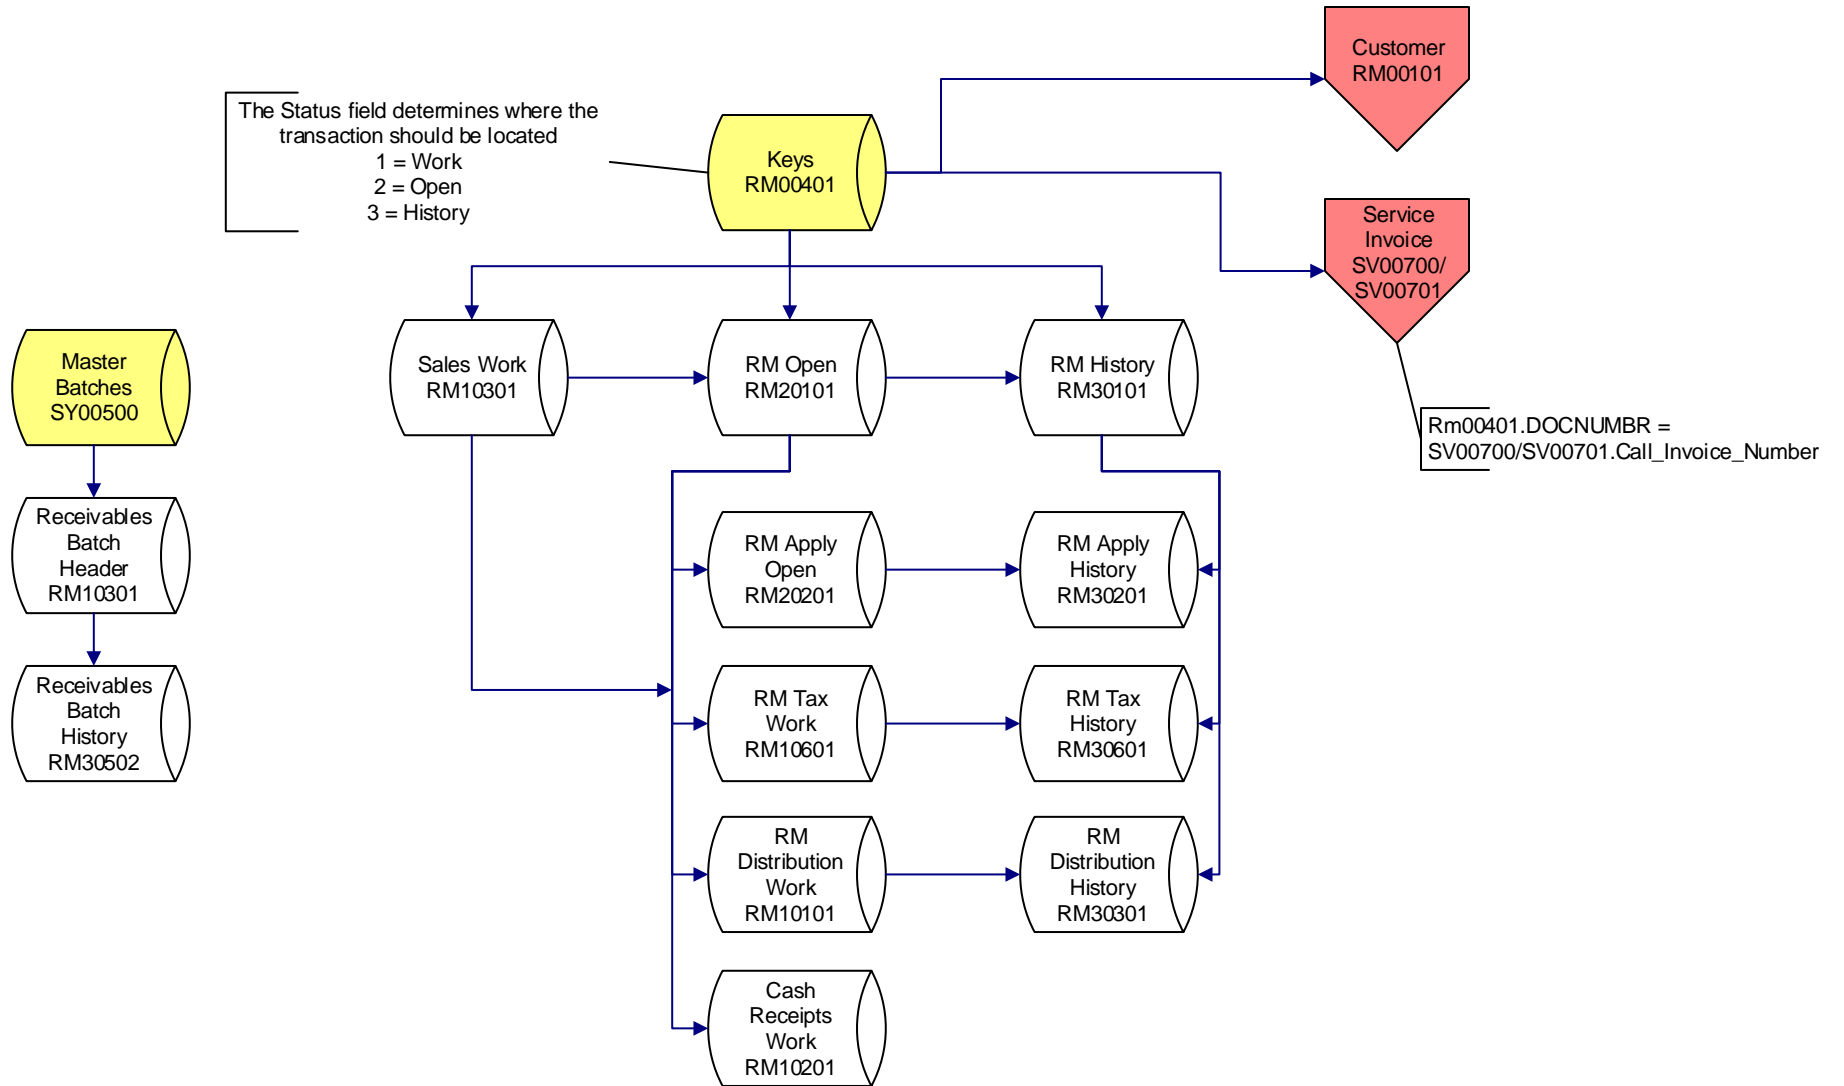 Customer
RM00101
The Status field determines where the
transaction should be located
1 = Work
2 = Open
3 = History
Keys
RM00401
Service
Invoice
SV00700/
SV00701
Master
Batches
SY00500
Sales Work
RM10301
RM Open
RM20101
RM History
RM30101
Rm00401.DOCNUMBR =
SV00700/SV00701.Call_Invoice_Number
Receivables
Batch
Header
RM10301
RM Apply
Open
RM20201
RM Apply
History
RM30201
Receivables
Batch
History
RM30502
RM Tax
Work
RM10601
RM Tax
History
RM30601
RM
Distribution
Work
RM10101
RM
Distribution
History
RM30301
Cash
Receipts
Work
RM10201